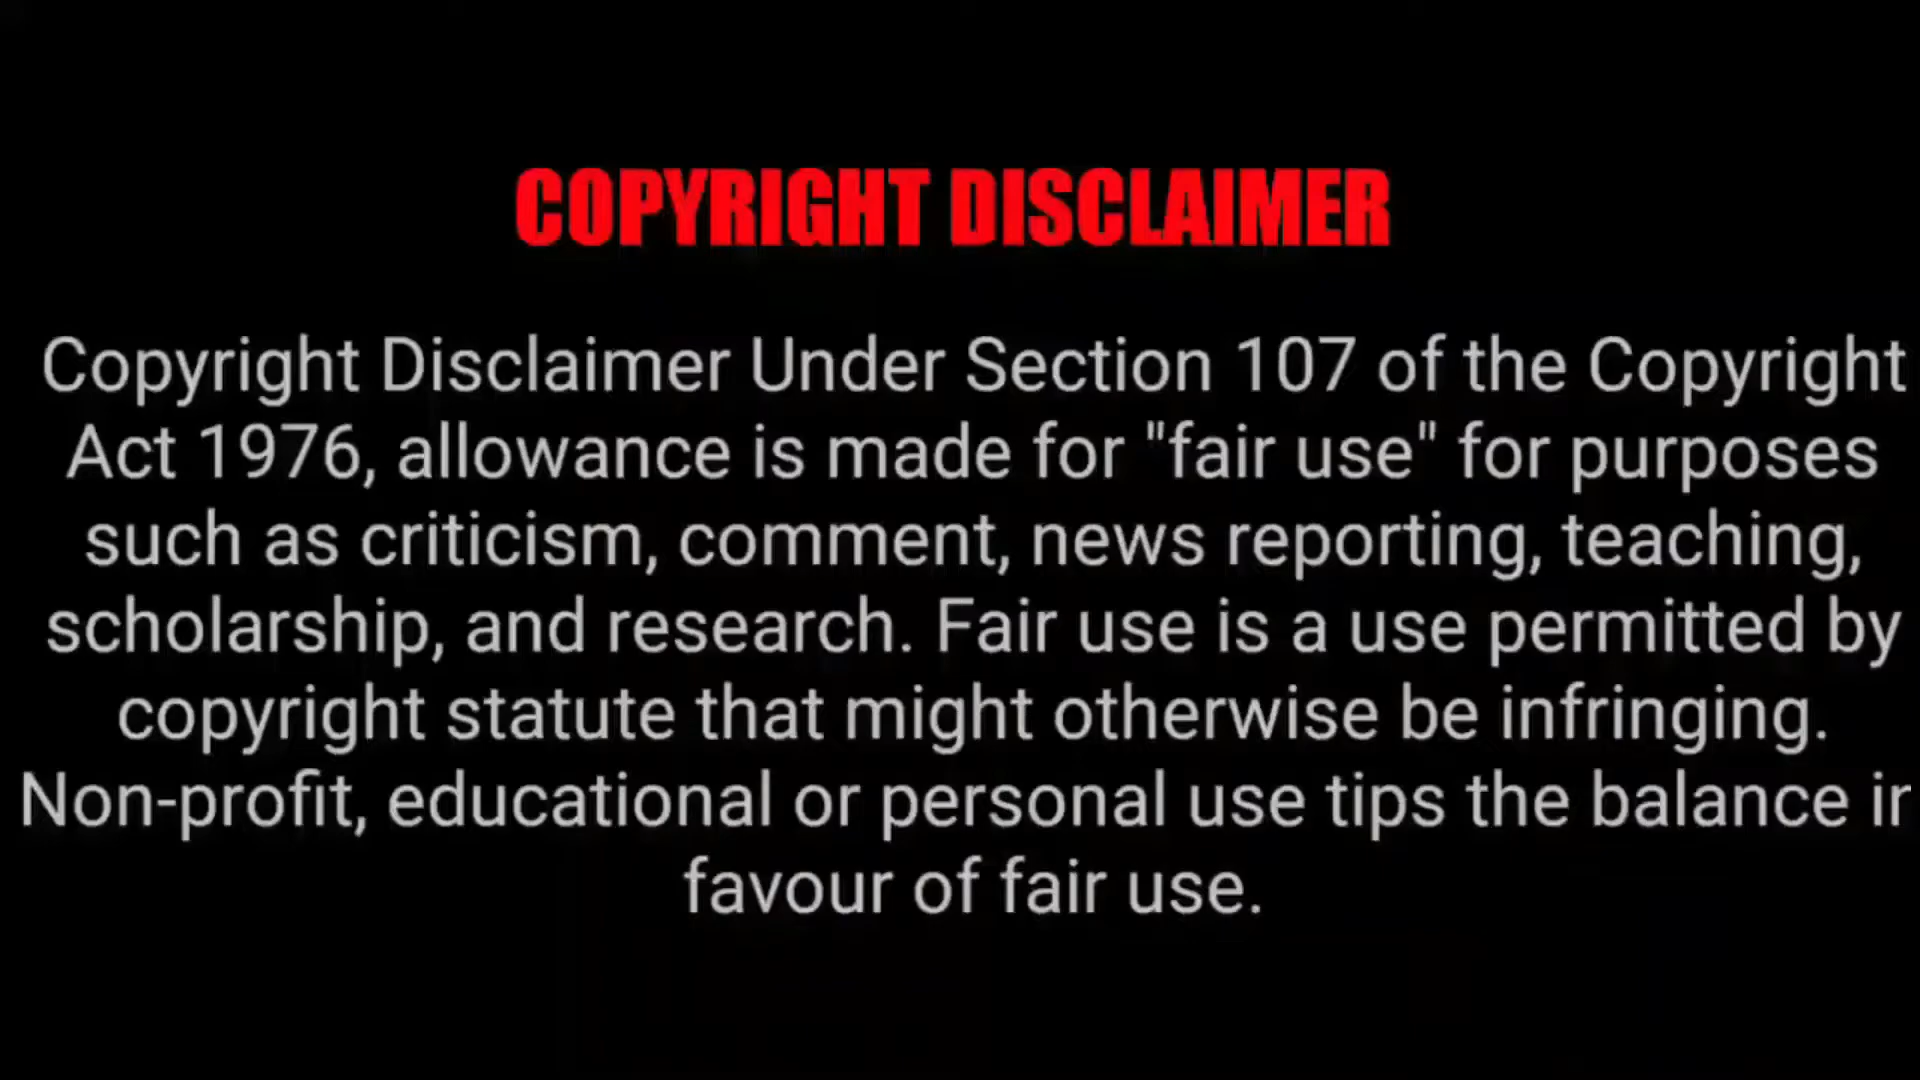 COPYRIGHT DISCLAIMER
Copyright Disclaimer Under Section 107 of the Copyright
Act 1976, allowance is made for "fair use" for purposes
such as criticism, comment, news reporting, teaching,
scholarship, and research. Fair use is a use permitted by
copyright statute that might otherwise be infringing.
Non-profit, educational or personal use tips the balance in
favour of fair use.